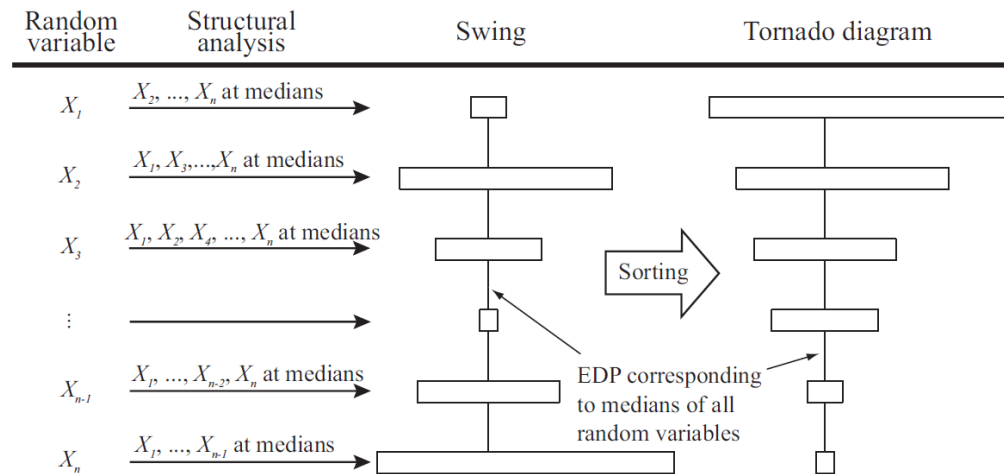 Random variable
Structural analysis
Swing
Tornado diagram
X₁
X₂, ..., Xₙ at medians
X₂
X₁, X₃,...,Xₙ at medians
X₃
X₁, X₂, X₄, ..., Xₙ at medians
Sorting
⋮
EDP corresponding
to medians of all
random variables
Xₙ₋₁
X₁, ..., Xₙ₋₂, Xₙ at medians
Xₙ
X₁, ..., Xₙ₋₁ at medians